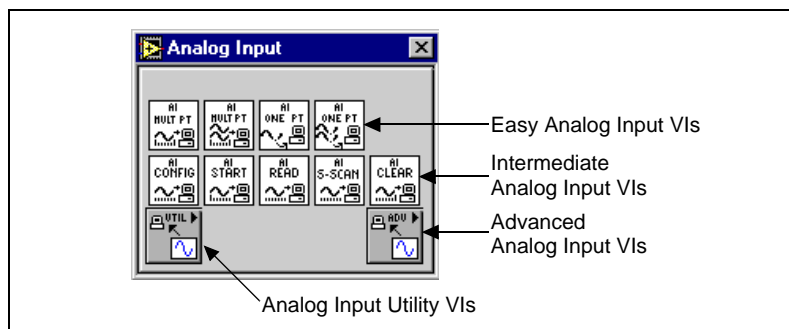 Analog Input
AI MULT PT
AI MULT PT
AI ONE PT
AI ONE PT
Easy Analog Input VIs
AI CONFIG
AI START
AI READ
AI S-SCAN
AI CLEAR
Intermediate
Analog Input VIs
UTIL
ADV
Advanced
Analog Input VIs
Analog Input Utility VIs